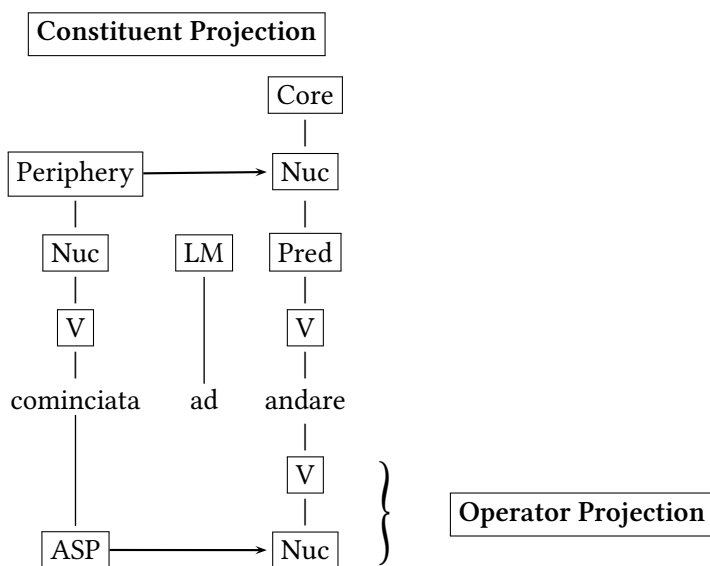 Constituent Projection
Core
Periphery Nuc
Nuc LM Pred
V V
cominciata ad andare
V
Operator Projection
ASP Nuc